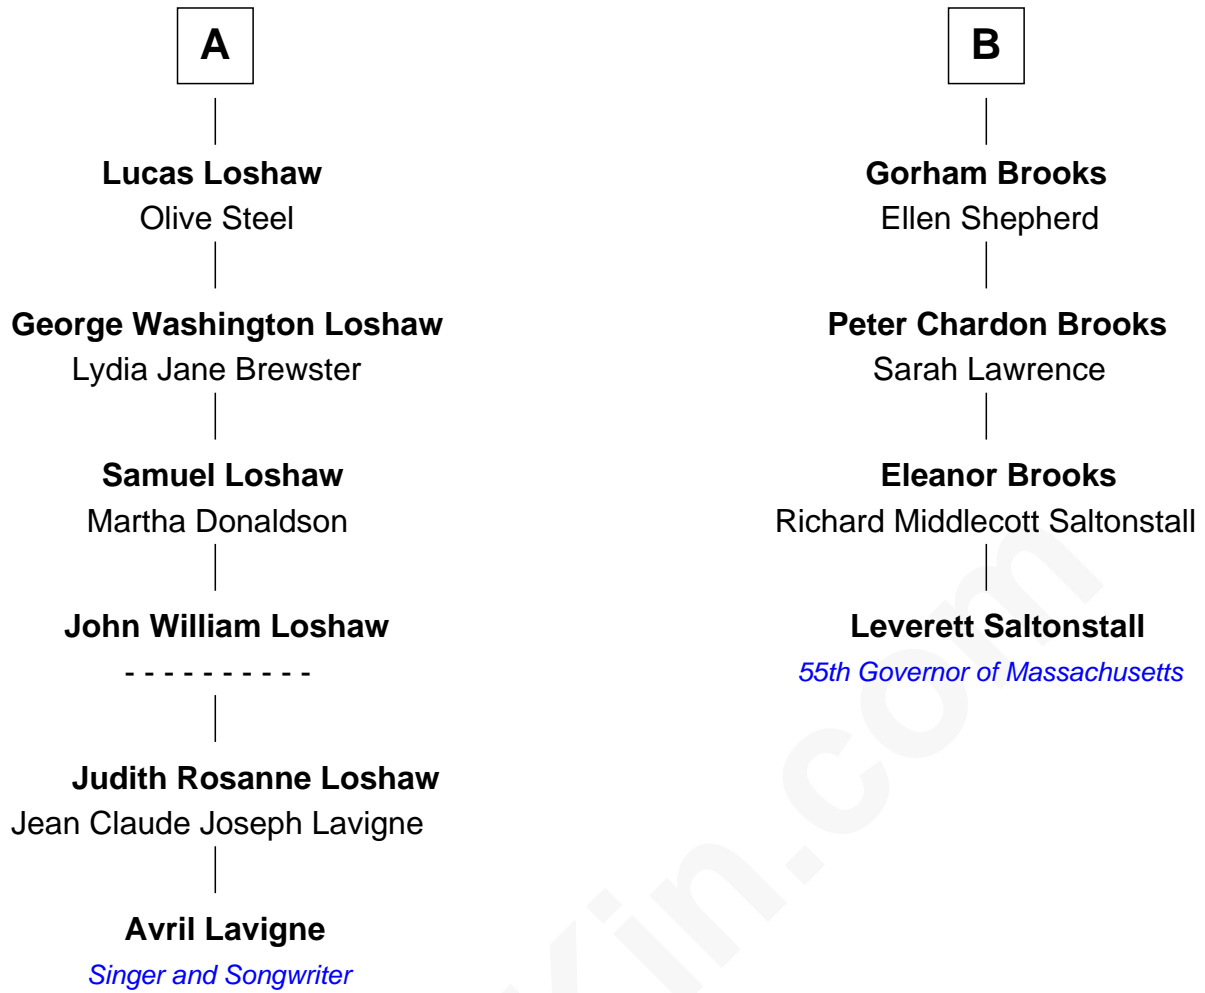 A
Lucas Loshaw
Olive Steel
George Washington Loshaw
Lydia Jane Brewster
Samuel Loshaw
Martha Donaldson
John William Loshaw
- - - - - - - - - -
Judith Rosanne Loshaw
Jean Claude Joseph Lavigne
Avril Lavigne
Singer and Songwriter
B
Gorham Brooks
Ellen Shepherd
Peter Chardon Brooks
Sarah Lawrence
Eleanor Brooks
Richard Middlecott Saltonstall
Leverett Saltonstall
55th Governor of Massachusetts
Kin.com